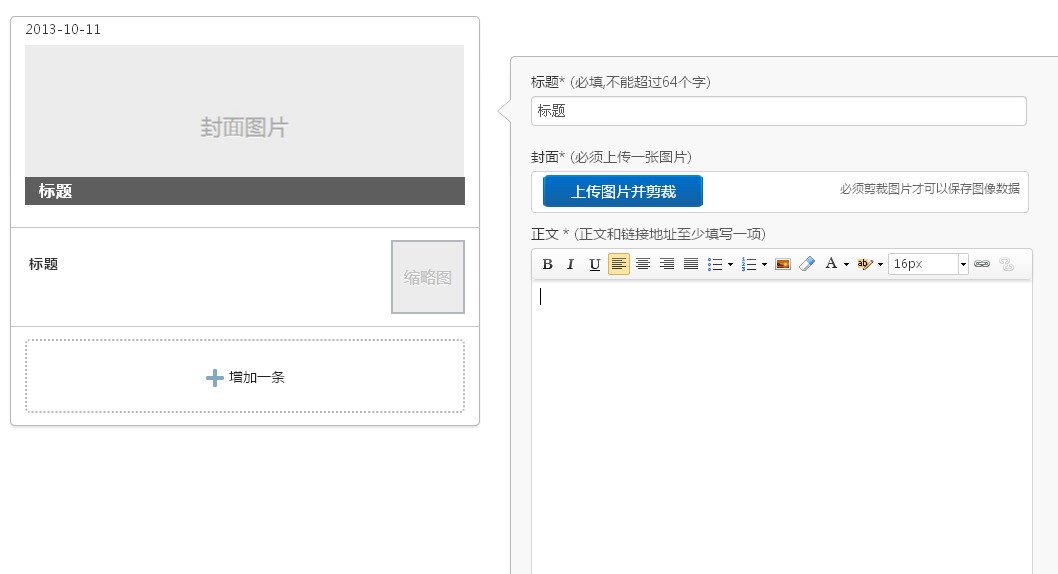 2013-10-11
封面图片
标题
标题
缩略图
增加一条
标题* (必填,不能超过64个字)
标题
封面* (必须上传一张图片)
上传图片并剪裁
必须剪裁图片才可以保存图像数据
正文 * (正文和链接地址至少填写一项)
B I U A ab 16px